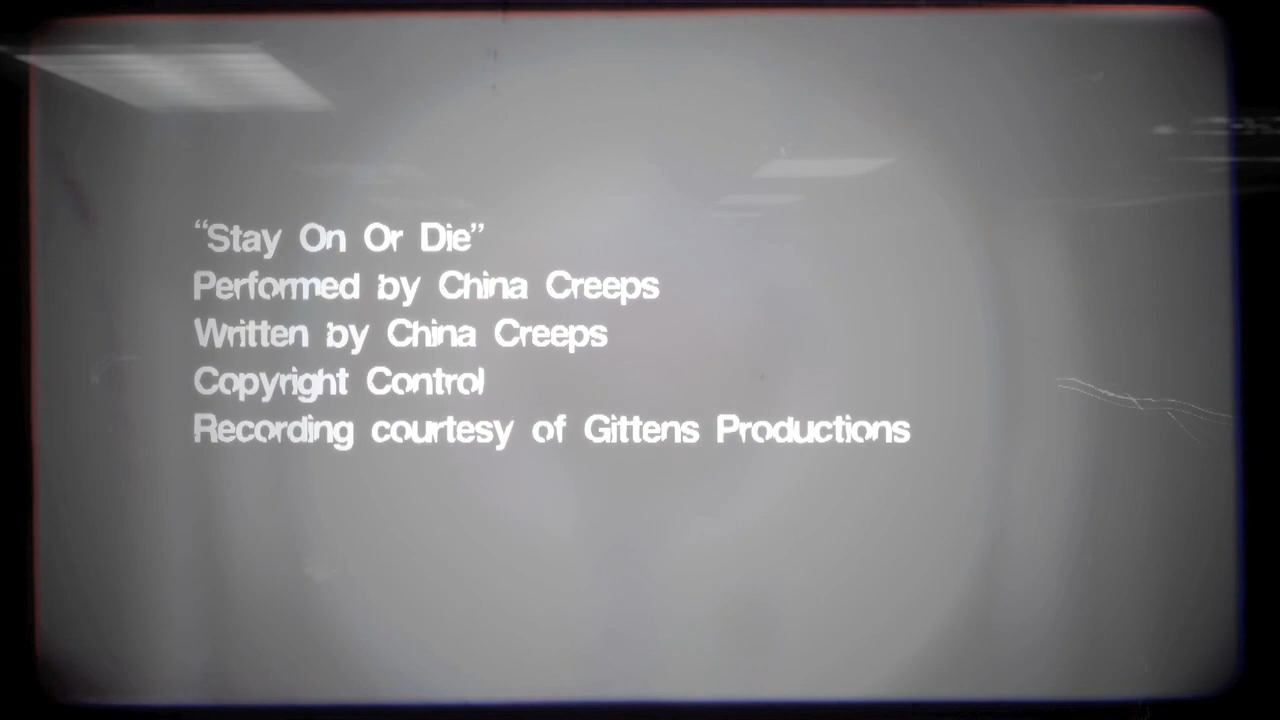 “Stay On Or Die”
Performed by China Creeps
Written by China Creeps
Copyright Control
Recording courtesy of Gittens Productions